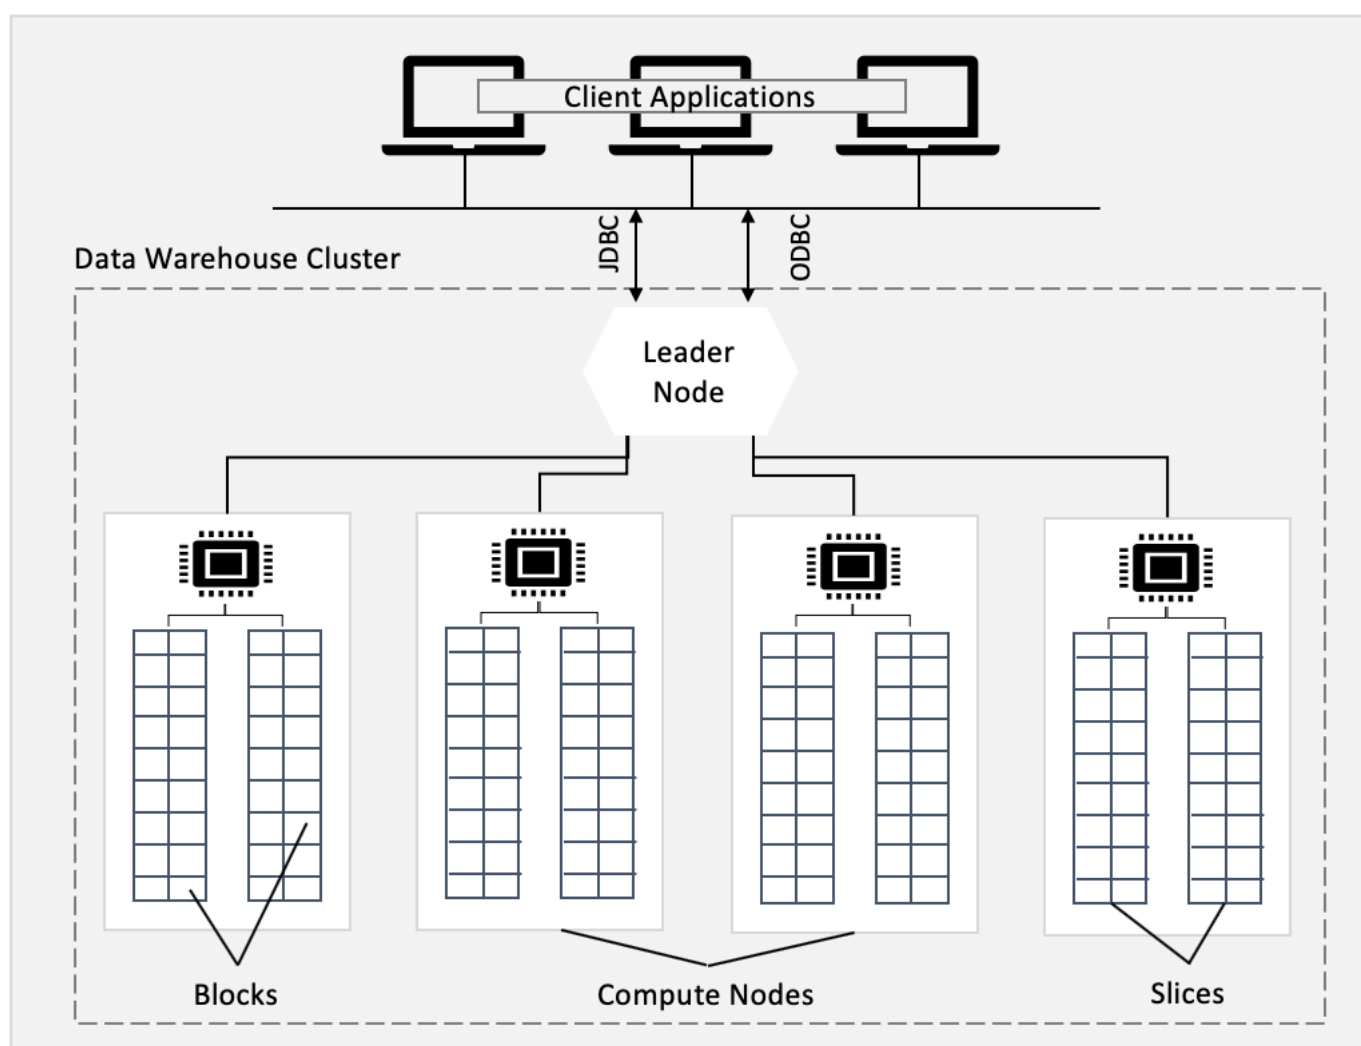 Client Applications
JDBC
ODBC
Data Warehouse Cluster
Leader
Node
Blocks
Compute Nodes
Slices